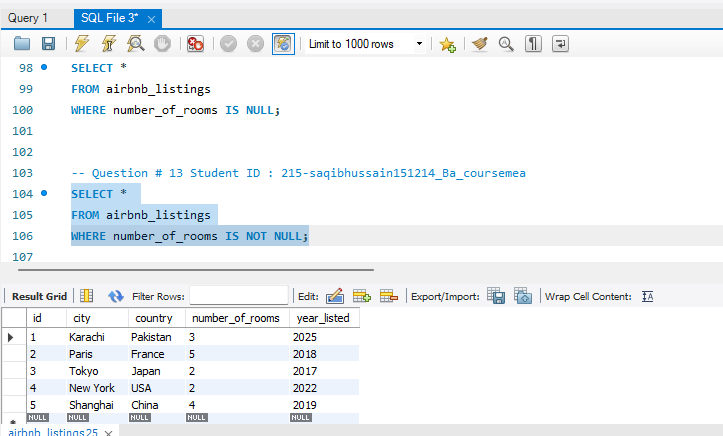 Query 1 SQL File 3* ×
Limit to 1000 rows
98 SELECT *
99 FROM airbnb_listings
100 WHERE number_of_rooms IS NULL;
101
102
103 -- Question # 13 Student ID : 215-saqibhussain151214_Ba_coursemea
104 SELECT *
105 FROM airbnb_listings
106 WHERE number_of_rooms IS NOT NULL;
107
Result Grid Filter Rows: Edit: Export/Import: Wrap Cell Content:
id city country number_of_rooms year_listed
1 Karachi Pakistan 3 2025
2 Paris France 5 2018
3 Tokyo Japan 2 2017
4 New York USA 2 2022
5 Shanghai China 4 2019
NULL NULL NULL NULL NULL
airbnb_listings25 ×